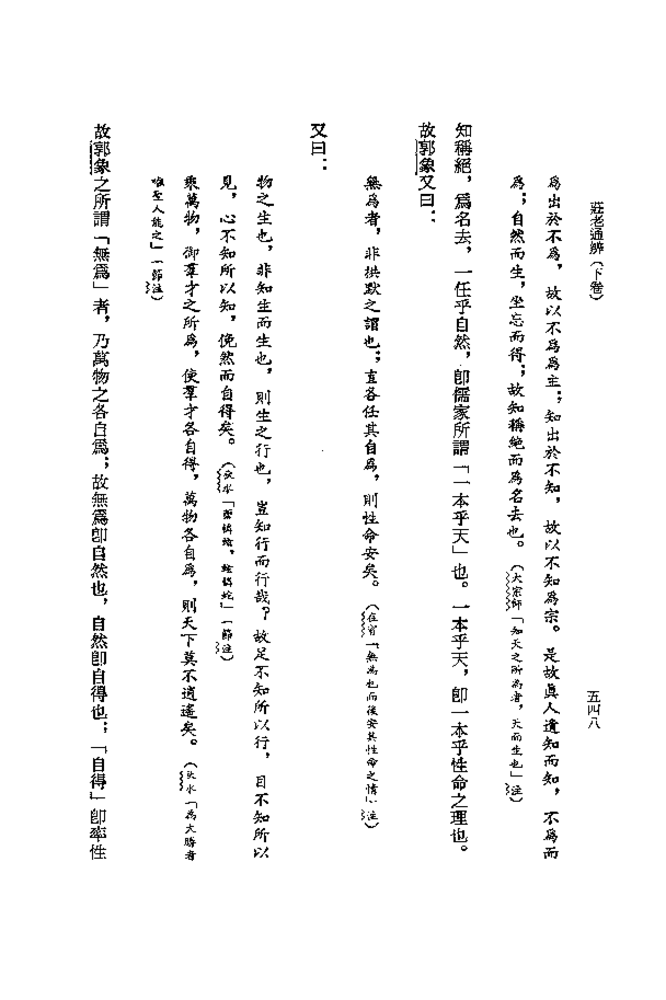 莊老通辨（下卷）
五四八
爲出於不爲，故以不爲爲主；知出於不知，故以不知爲宗。是故眞人遺知而知，不爲而
爲；自然而生，坐忘而得；故知稱絕而爲名去也。（大宗師「知天之所爲者，天而生也」注）
知稱絕，爲名去，一任乎自然，卽儒家所謂「一本乎天」也。一本乎天，卽一本乎性命之理也。
故郭象又曰：
無爲者，非拱默之謂也；直各任其自爲，則性命安矣。（在宥「無爲也而後安其性命之情」注）
又曰：
物之生也，非知生而生也，則生之行也，豈知行而行哉？故足不知所以行，目不知所以
見，心不知所以知，俛然而自得矣。（秋水「夔憐蚿，蚿憐蛇」一節注）
乘萬物，御羣才之所爲，使羣才各自得，萬物各自爲，則天下莫不逍遙矣。（秋水「爲大勝者
唯聖人能之」一節注）
故郭象之所謂「無爲」者，乃萬物之各自爲；故無爲卽自然也，自然卽自得也；「自得」卽率性